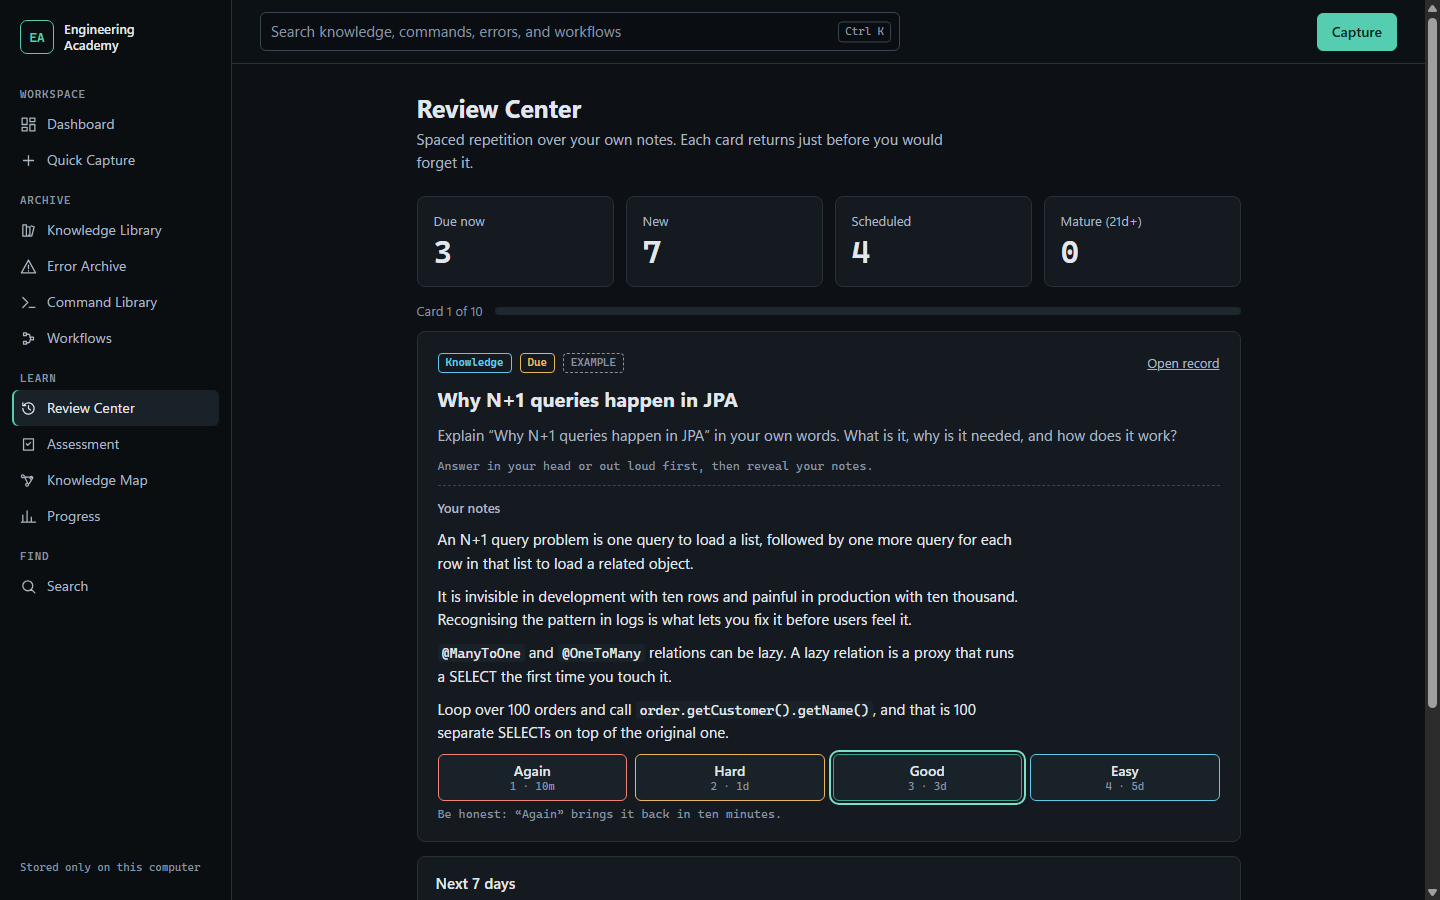 EA
Engineering
Academy
Search knowledge, commands, errors, and workflows
Ctrl K
Capture
WORKSPACE
Dashboard
Quick Capture
ARCHIVE
Knowledge Library
Error Archive
Command Library
Workflows
LEARN
Review Center
Assessment
Knowledge Map
Progress
FIND
Search
Stored only on this computer
Review Center
Spaced repetition over your own notes. Each card returns just before you would
forget it.
Due now
3
New
7
Scheduled
4
Mature (21d+)
0
Card 1 of 10
Knowledge
Due
EXAMPLE
Open record
Why N+1 queries happen in JPA
Explain “Why N+1 queries happen in JPA” in your own words. What is it, why is it needed, and how does it work?
Answer in your head or out loud first, then reveal your notes.
Your notes
An N+1 query problem is one query to load a list, followed by one more query for each
row in that list to load a related object.
It is invisible in development with ten rows and painful in production with ten thousand.
Recognising the pattern in logs is what lets you fix it before users feel it.
@ManyToOne and @OneToMany relations can be lazy. A lazy relation is a proxy that runs
a SELECT the first time you touch it.
Loop over 100 orders and call order.getCustomer().getName(), and that is 100
separate SELECTs on top of the original one.
Again
1 · 10m
Hard
2 · 1d
Good
3 · 3d
Easy
4 · 5d
Be honest: “Again” brings it back in ten minutes.
Next 7 days